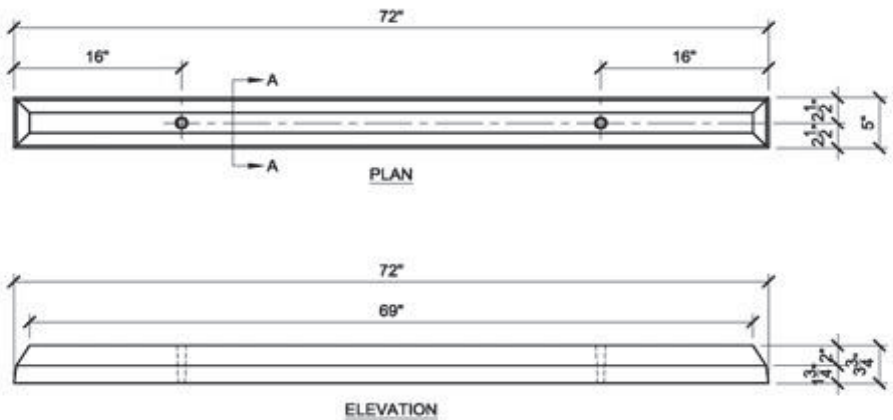 72"
16"
16"
A
2½"
2½"
5"
A
PLAN
72"
69"
2"
1¾"
3¾"
ELEVATION